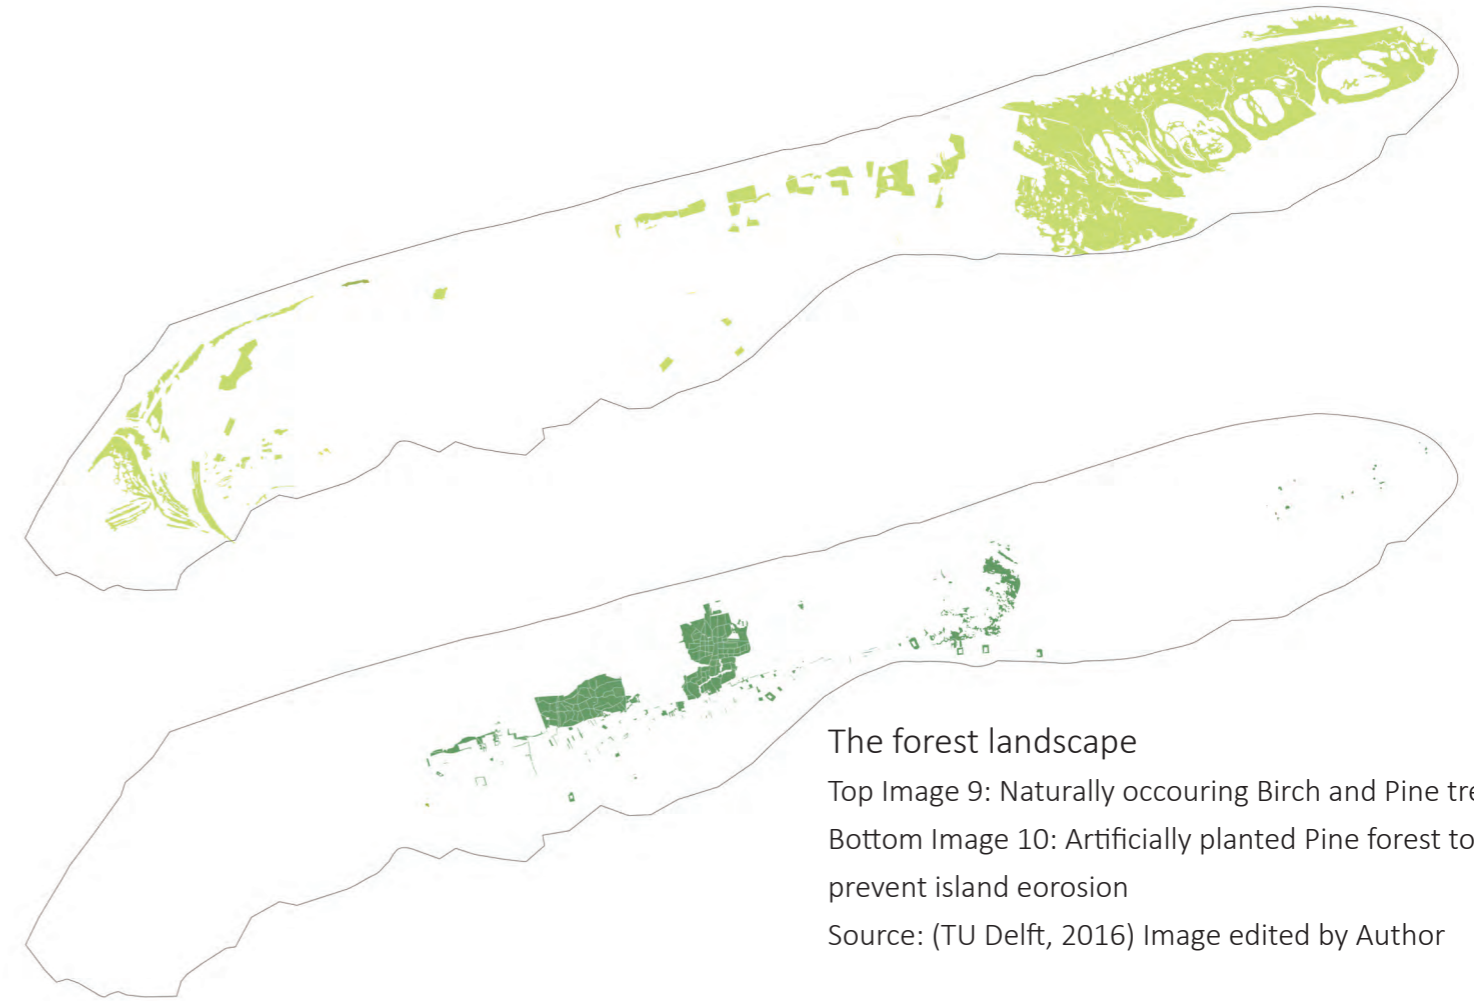 The forest landscape
Top Image 9: Naturally occouring Birch and Pine tre
Bottom Image 10: Artificially planted Pine forest to
prevent island eorosion
Source: (TU Delft, 2016) Image edited by Author